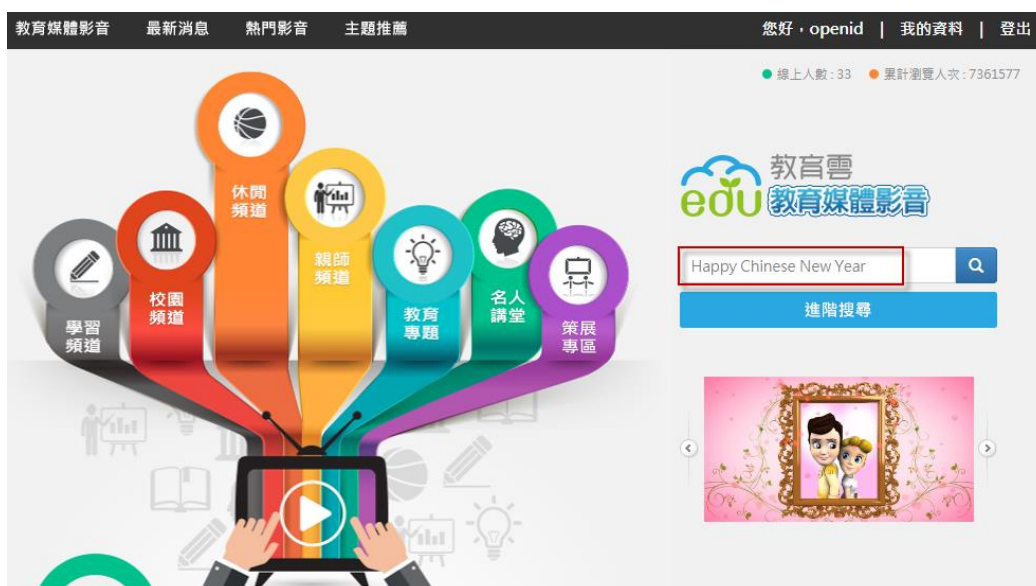 教育媒體影音 最新消息 熱門影音 主題推薦 您好，openid | 我的資料 | 登出
線上人數 : 33 累計瀏覽人次 : 7361577
教育雲
edu 教育媒體影音
Happy Chinese New Year
進階搜尋
學習
頻道
校園
頻道
休閒
頻道
親師
頻道
教育
專題
名人
講堂
策展
專區